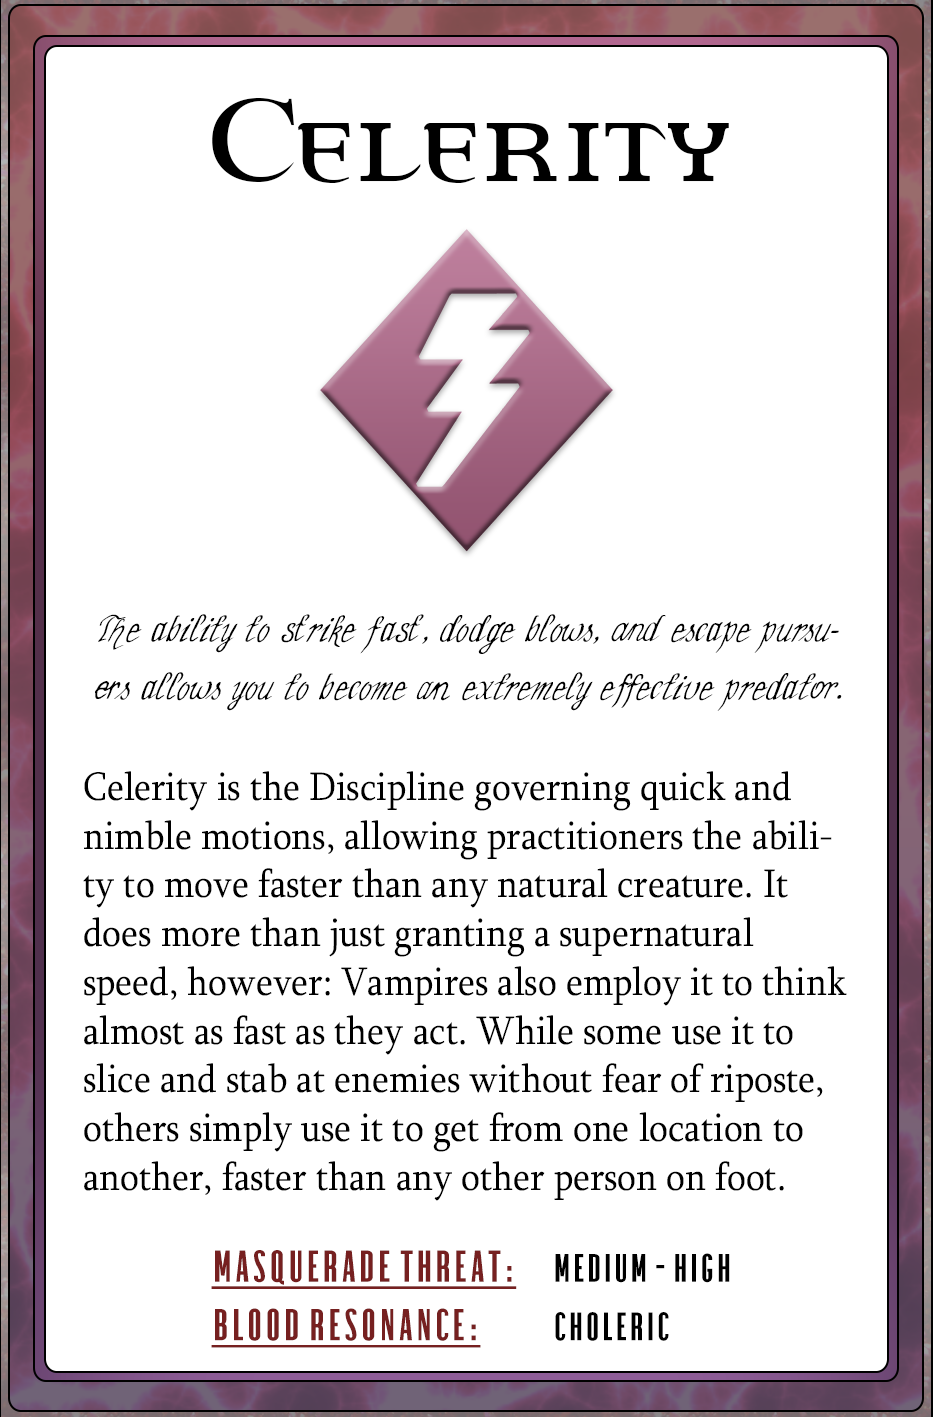 Celerity
The ability to strike fast, dodge blows, and escape pursu-
ers allows you to become an extremely effective predator.
Celerity is the Discipline governing quick and
nimble motions, allowing practitioners the abili-
ty to move faster than any natural creature. It
does more than just granting a supernatural
speed, however: Vampires also employ it to think
almost as fast as they act. While some use it to
slice and stab at enemies without fear of riposte,
others simply use it to get from one location to
another, faster than any other person on foot.
MASQUERADE THREAT: MEDIUM - HIGH
BLOOD RESONANCE: CHOLERIC